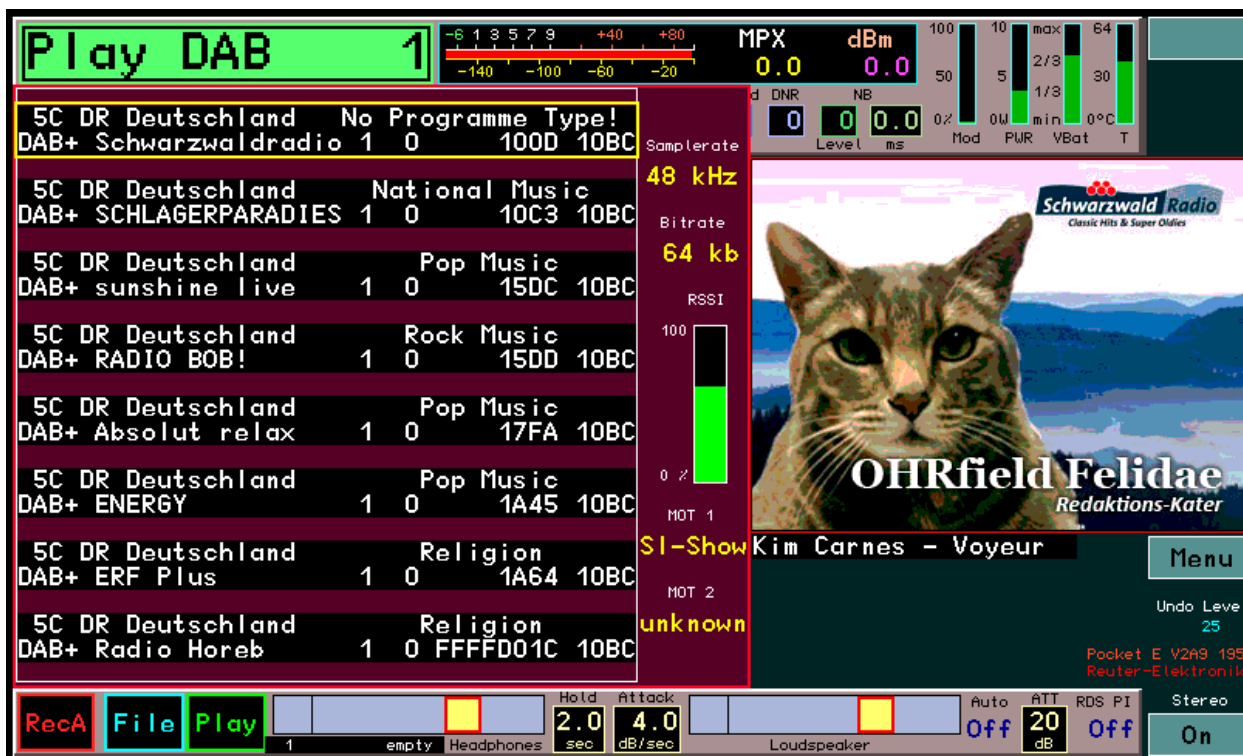 Play DAB 1
-6 1 3 5 7 9 +40 +80
-140 -100 -60 -20
MPX dBm
0.0 0.0
d DNR NB
0 0 0.0
Level ms
100 10 max 64
2/3
50 5 30
1/3
0% 0W min 0°C
Mod PWR VBat T
5C DR Deutschland No Programme Type!
DAB+ Schwarzwaldradio 1 0 100D 10BC
5C DR Deutschland National Music
DAB+ SCHLAGERPARADIES 1 0 10C3 10BC
5C DR Deutschland Pop Music
DAB+ sunshine live 1 0 15DC 10BC
5C DR Deutschland Rock Music
DAB+ RADIO BOB! 1 0 15DD 10BC
5C DR Deutschland Pop Music
DAB+ Absolut relax 1 0 17FA 10BC
5C DR Deutschland Pop Music
DAB+ ENERGY 1 0 1A45 10BC
5C DR Deutschland Religion
DAB+ ERF Plus 1 0 1A64 10BC
5C DR Deutschland Religion
DAB+ Radio Horeb 1 0 FFFFD01C 10BC
Samplerate
48 kHz
Bitrate
64 kb
RSSI
100
0 %
MOT 1
Sl-Show
MOT 2
unknown
Schwarzwald Radio
Classic Hits & Super Oldies
OHRfield Felidae
Redaktions-Kater
Kim Carnes - Voyeur
Menu
Undo Leve
25
Pocket E V2A9 195
Reuter-Elektronik
Stereo
On
RecA File Play
1 empty Headphones
Hold Attack
2.0 4.0
sec dB/sec
Loudspeaker
Auto ATT RDS PI
Off 20 Off
dB